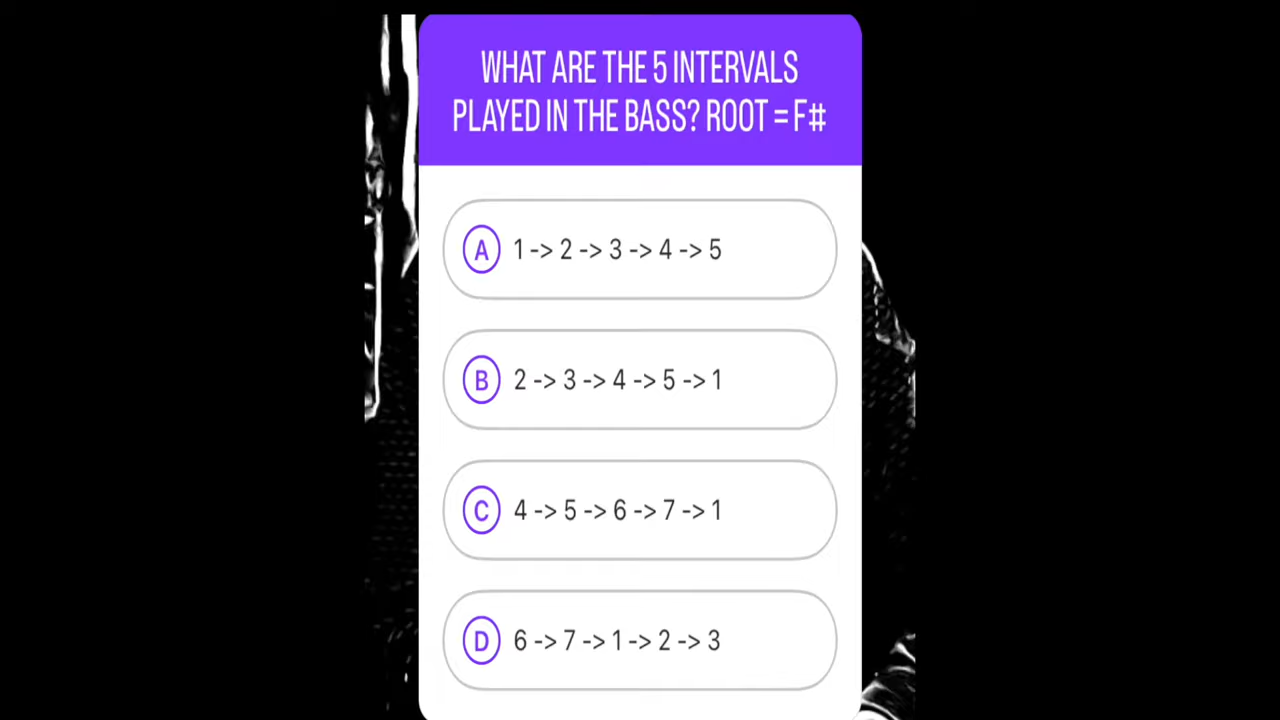 WHAT ARE THE 5 INTERVALS
PLAYED IN THE BASS? ROOT = F#
A 1 -> 2 -> 3 -> 4 -> 5
B 2 -> 3 -> 4 -> 5 -> 1
C 4 -> 5 -> 6 -> 7 -> 1
D 6 -> 7 -> 1 -> 2 -> 3